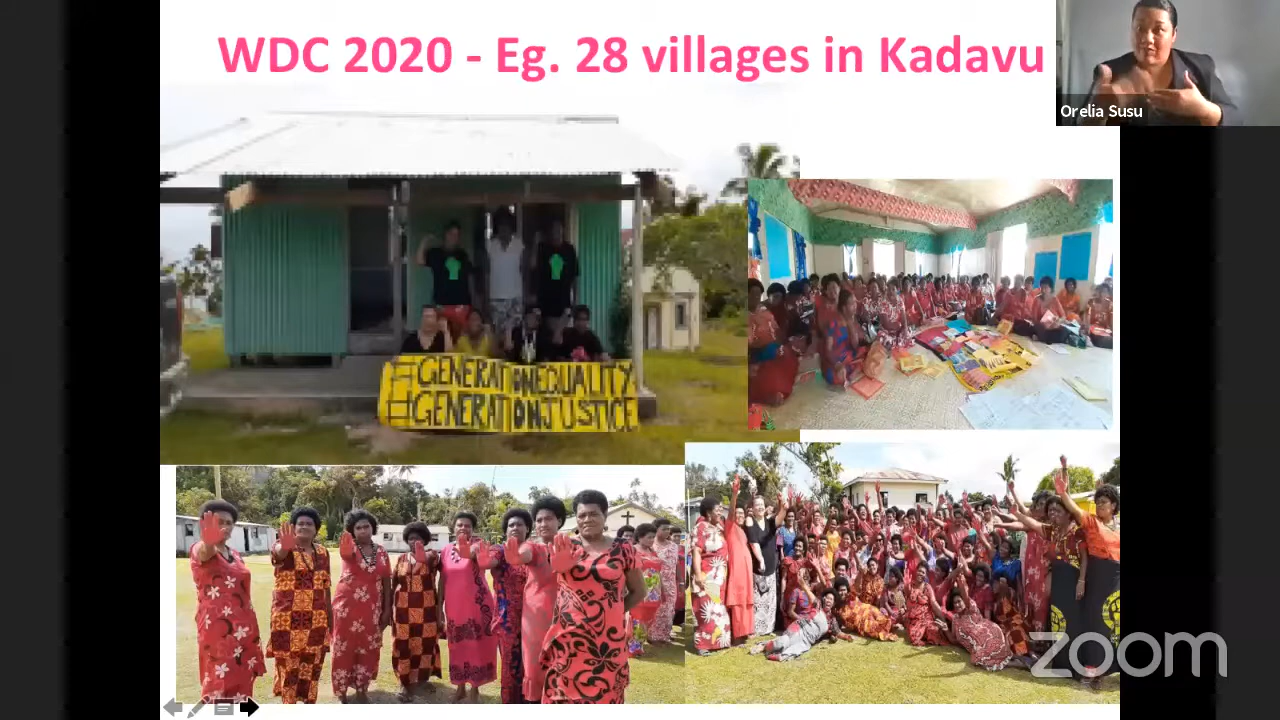 WDC 2020 - Eg. 28 villages in Kadavu
Orelia Susu
#GENERATIONEQUALITY
#GENERATIONJUSTICE
zoom